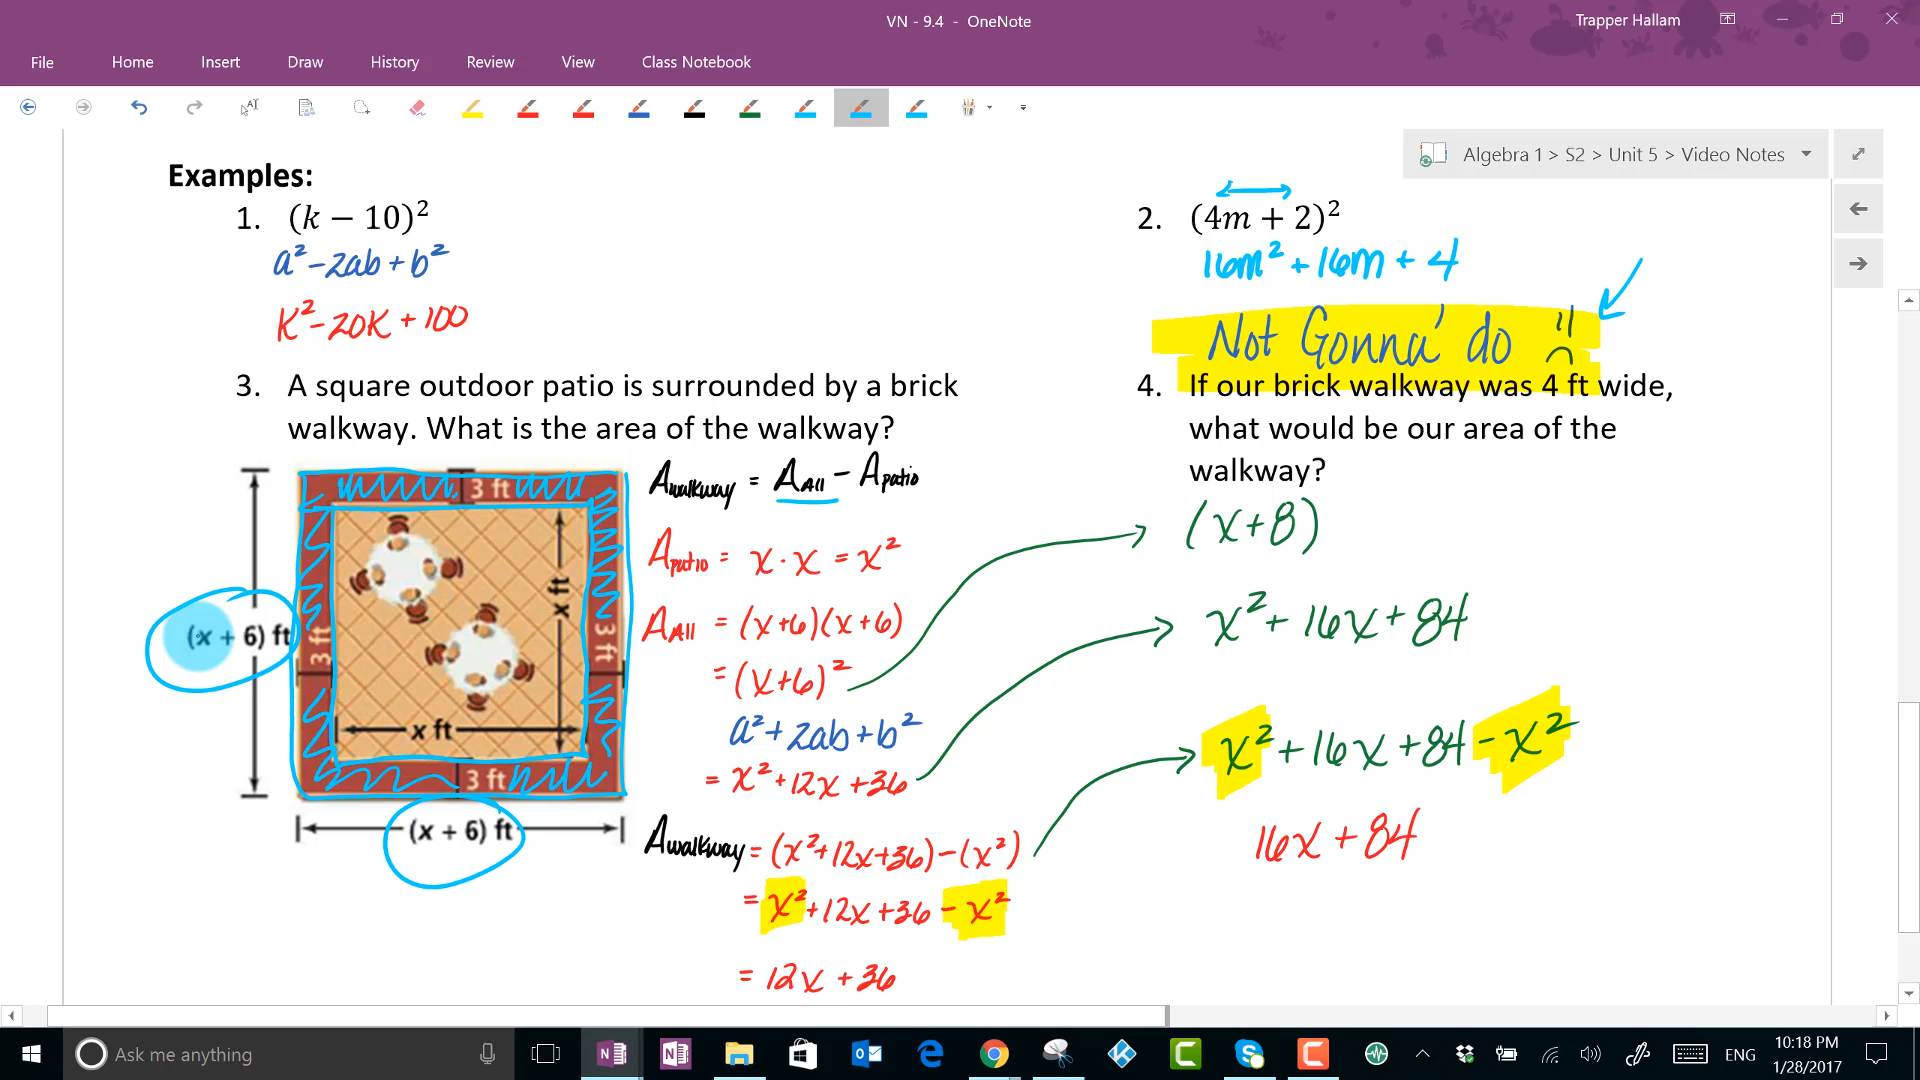 VN - 9.4 - OneNote
Trapper Hallam
File
Home
Insert
Draw
History
Review
View
Class Notebook
Algebra 1 > S2 > Unit 5 > Video Notes
Examples:
1. (k − 10)²
a² - 2ab + b²
k² - 20k + 100
2. (4m + 2)²
16m² + 16m + 4
Not Gonna' do
3. A square outdoor patio is surrounded by a brick
walkway. What is the area of the walkway?
3 ft
(x + 6) ft
3 ft
x ft
3 ft
x ft
3 ft
(x + 6) ft
Awalkway = AAll - Apatio
Apatio = x · x = x²
AAll = (x+6)(x+6)
= (x+6)²
a² + 2ab + b²
= x² + 12x + 36
Awalkway = (x² + 12x + 36) - (x²)
= x² + 12x + 36 - x²
= 12x + 36
4. If our brick walkway was 4 ft wide,
what would be our area of the
walkway?
(x+8)
x² + 16x + 84
x² + 16x + 84 - x²
16x + 84
Ask me anything
ENG
10:18 PM
1/28/2017